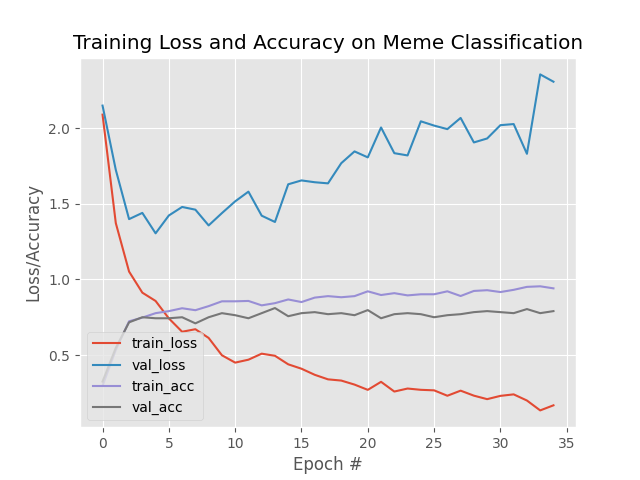 Training Loss and Accuracy on Meme Classification
Loss/Accuracy
2.0
1.5
1.0
0.5
train_loss
val_loss
train_acc
val_acc
0 5 10 15 20 25 30 35
Epoch #